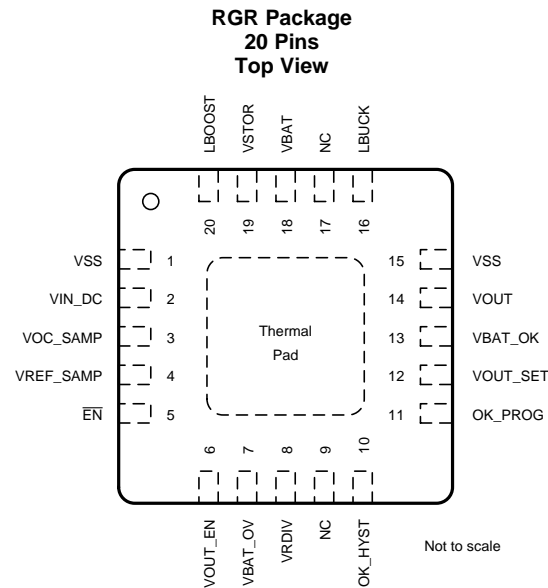 RGR Package
20 Pins
Top View
LBOOST
VSTOR
VBAT
NC
LBUCK
20
19
18
17
16
VSS
1
VIN_DC
2
VOC_SAMP
3
VREF_SAMP
4
EN
5
Thermal
Pad
15
VSS
14
VOUT
13
VBAT_OK
12
VOUT_SET
11
OK_PROG
6
7
8
9
10
VOUT_EN
VBAT_OV
VRDIV
NC
OK_HYST
Not to scale